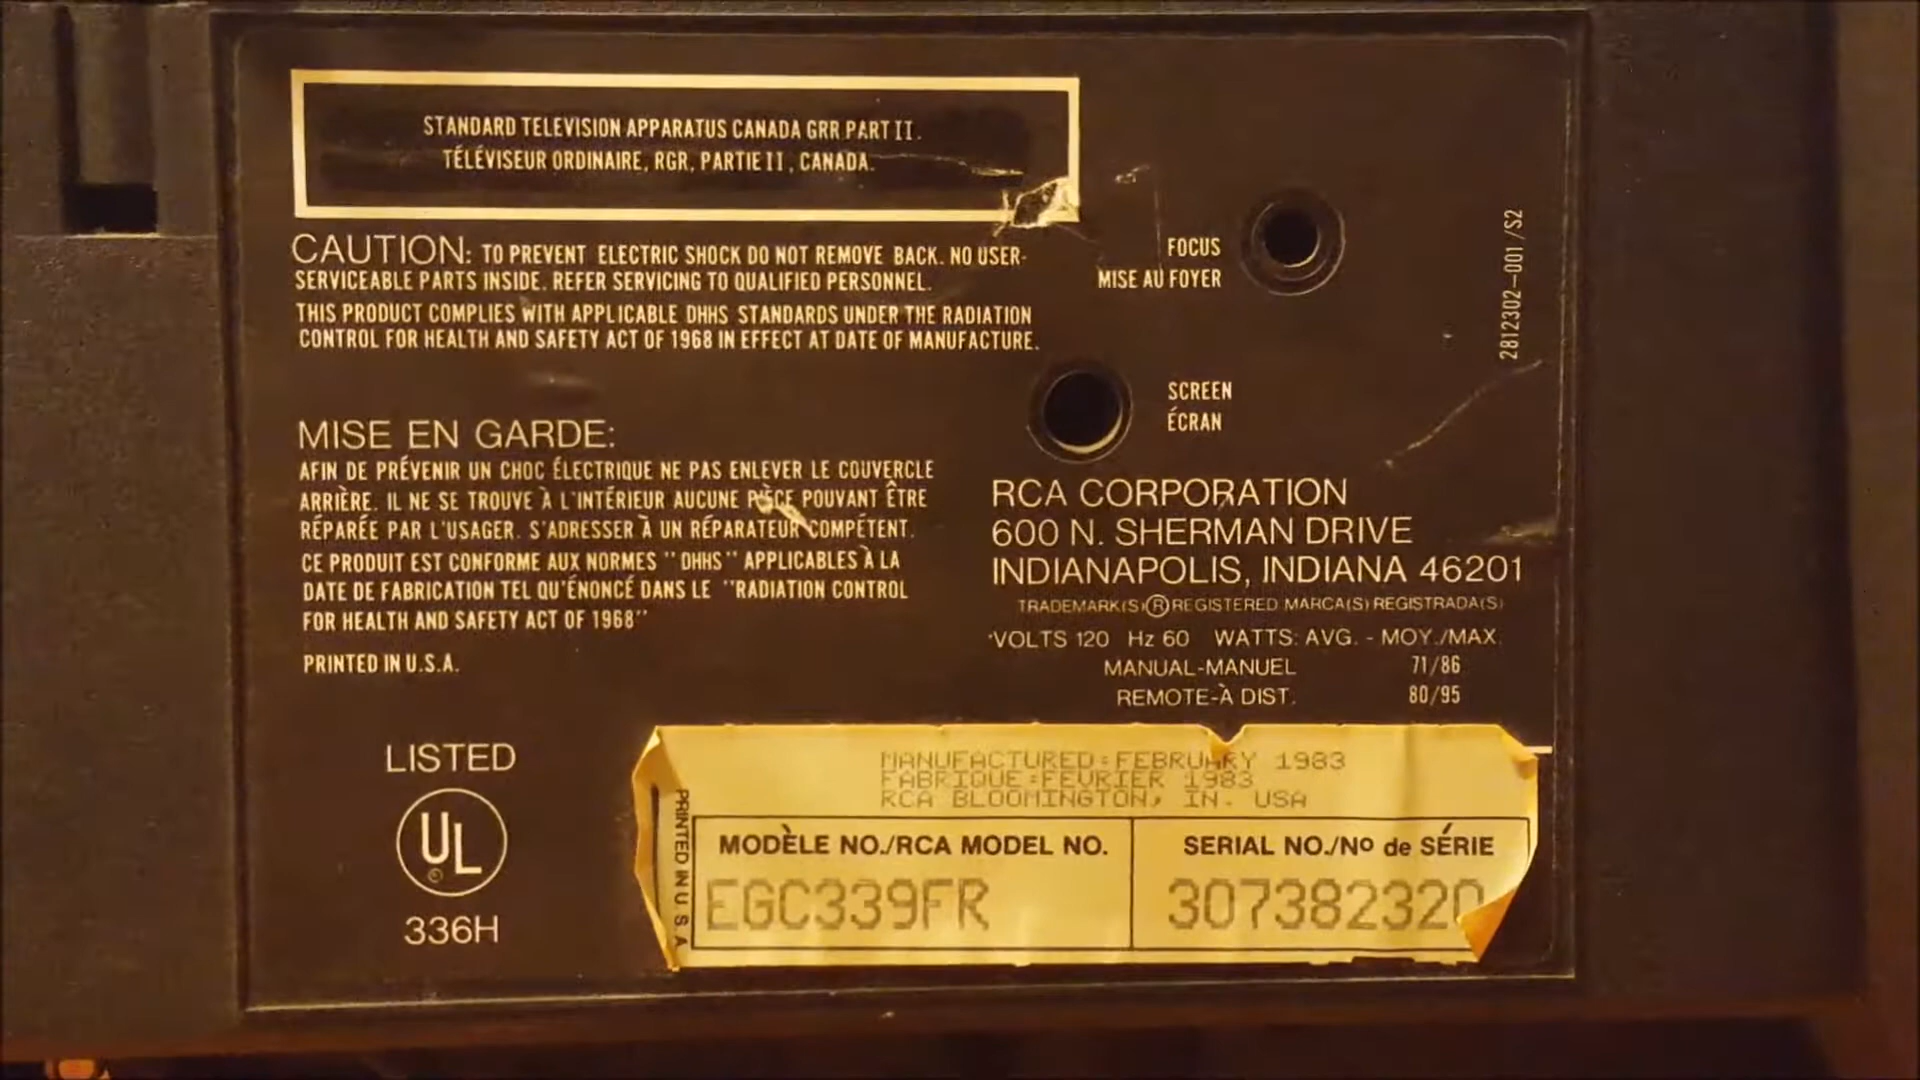 STANDARD TELEVISION APPARATUS CANADA GRR PART II.
TÉLÉVISEUR ORDINAIRE, RGR, PARTIE II, CANADA.
CAUTION: TO PREVENT ELECTRIC SHOCK DO NOT REMOVE BACK. NO USER-
SERVICEABLE PARTS INSIDE. REFER SERVICING TO QUALIFIED PERSONNEL.
THIS PRODUCT COMPLIES WITH APPLICABLE DHHS STANDARDS UNDER THE RADIATION
CONTROL FOR HEALTH AND SAFETY ACT OF 1968 IN EFFECT AT DATE OF MANUFACTURE.
MISE EN GARDE:
AFIN DE PRÉVENIR UN CHOC ÉLECTRIQUE NE PAS ENLEVER LE COUVERCLE
ARRIÈRE. IL NE SE TROUVE À L'INTÉRIEUR AUCUNE PIÈCE POUVANT ÊTRE
RÉPARÉE PAR L'USAGER. S'ADRESSER À UN RÉPARATEUR COMPÉTENT.
CE PRODUIT EST CONFORME AUX NORMES "DHHS" APPLICABLES À LA
DATE DE FABRICATION TEL QU'ÉNONCÉ DANS LE "RADIATION CONTROL
FOR HEALTH AND SAFETY ACT OF 1968"
PRINTED IN U.S.A.
LISTED
UL
336H
FOCUS
MISE AU FOYER
2812302-001 /S2
SCREEN
ÉCRAN
RCA CORPORATION
600 N. SHERMAN DRIVE
INDIANAPOLIS, INDIANA 46201
TRADEMARK(S)®REGISTERED MARCA(S) REGISTRADA(S)
VOLTS 120 Hz 60 WATTS: AVG. - MOY./MAX.
MANUAL-MANUEL 71/86
REMOTE-À DIST. 80/95
MANUFACTURED:FEBRUARY 1983
FABRIQUE:FEVRIER 1983
RCA BLOOMINGTON, IN. USA
PRINTED IN U S A
MODÈLE NO./RCA MODEL NO.
EGC339FR
SERIAL NO./Nº de SÉRIE
307382320